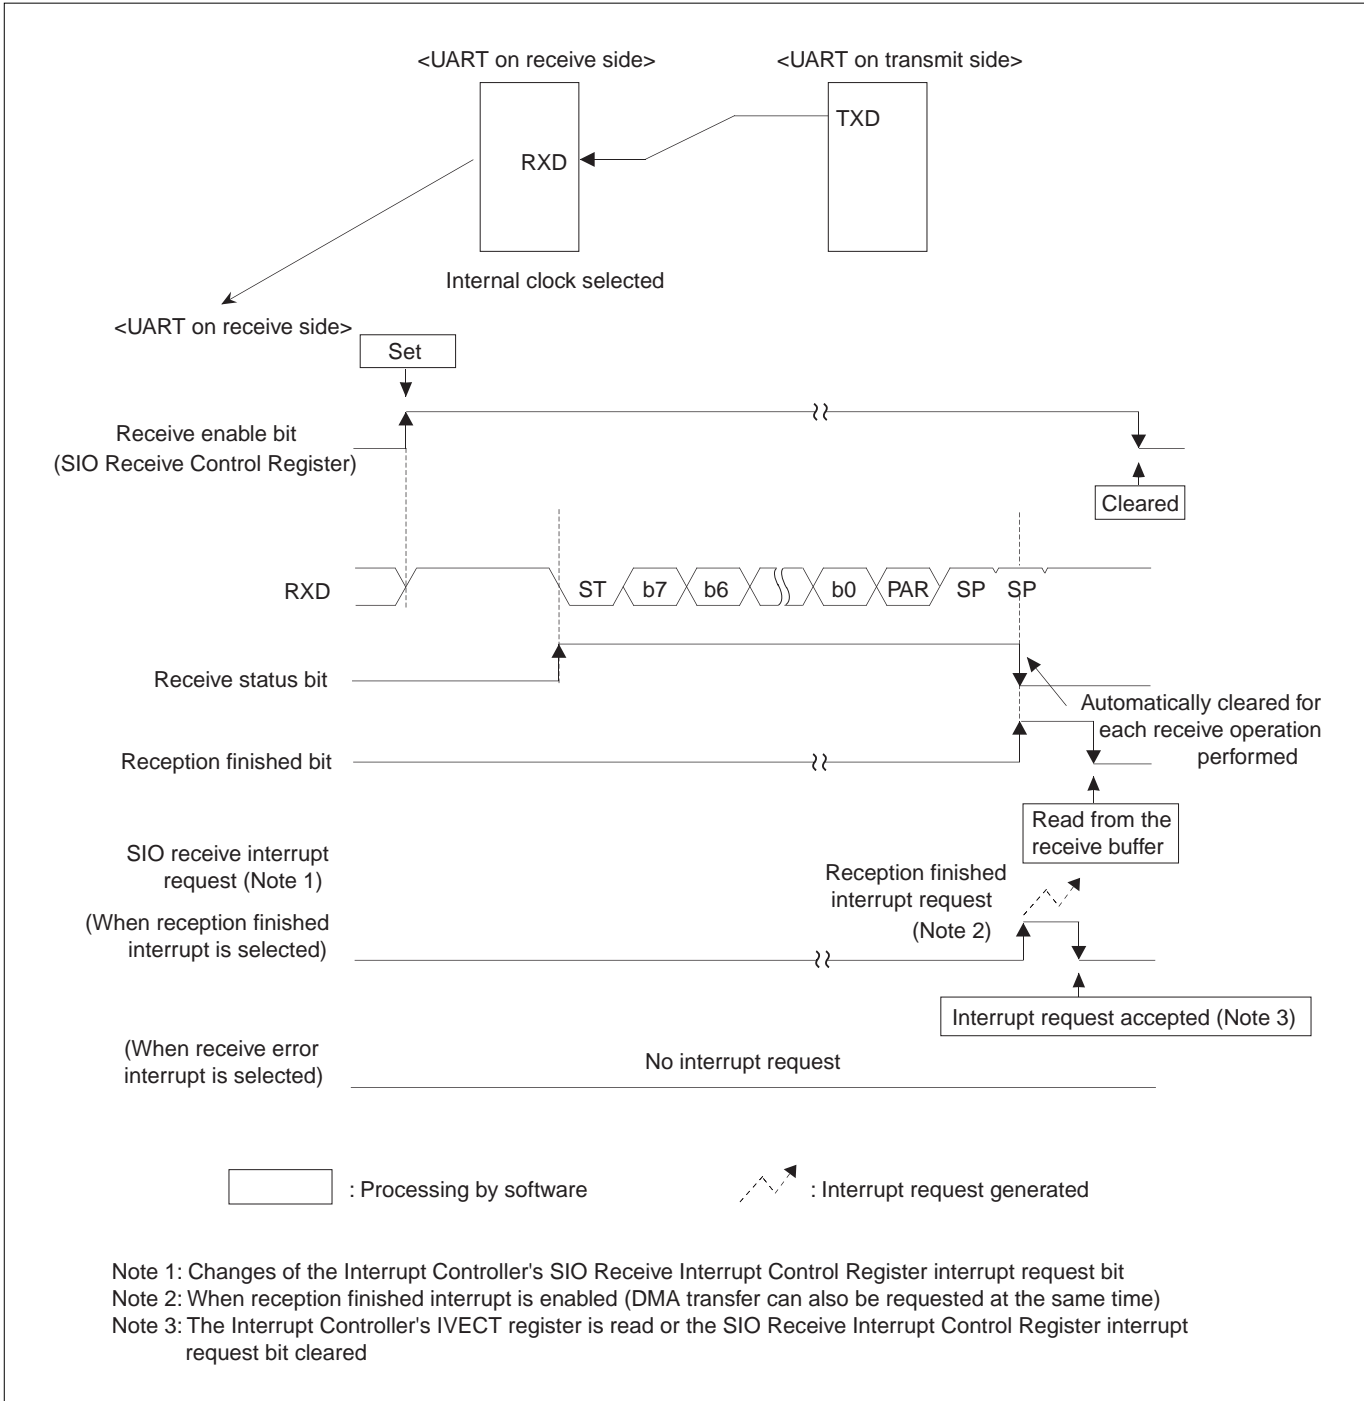 <UART on receive side>
<UART on transmit side>
TXD
RXD
Internal clock selected
<UART on receive side>
Set
Receive enable bit
(SIO Receive Control Register)
Cleared
RXD
ST b7 b6 b0 PAR SP SP
Receive status bit
Automatically cleared for
each receive operation
performed
Reception finished bit
Read from the
receive buffer
SIO receive interrupt
request (Note 1)
Reception finished
interrupt request
(Note 2)
(When reception finished
interrupt is selected)
Interrupt request accepted (Note 3)
(When receive error
interrupt is selected)
No interrupt request
: Processing by software
: Interrupt request generated
Note 1: Changes of the Interrupt Controller's SIO Receive Interrupt Control Register interrupt request bit
Note 2: When reception finished interrupt is enabled (DMA transfer can also be requested at the same time)
Note 3: The Interrupt Controller's IVECT register is read or the SIO Receive Interrupt Control Register interrupt
request bit cleared